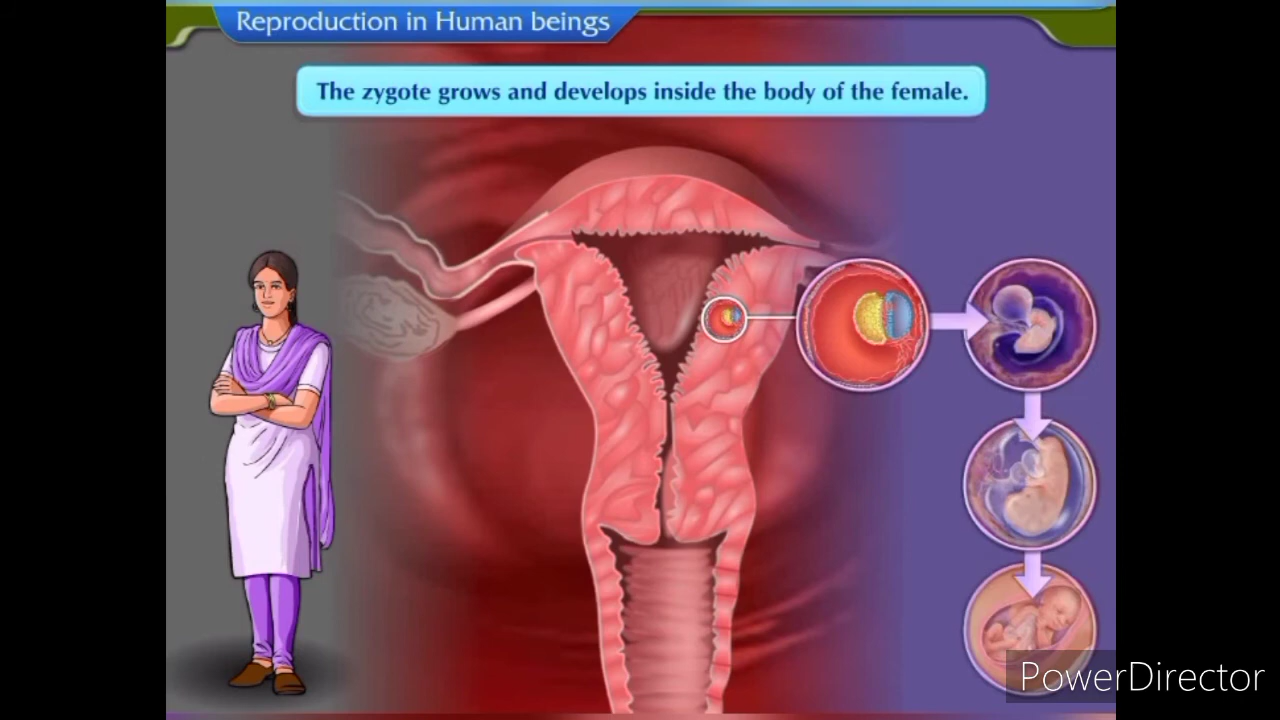 Reproduction in Human beings
The zygote grows and develops inside the body of the female.
PowerDirector